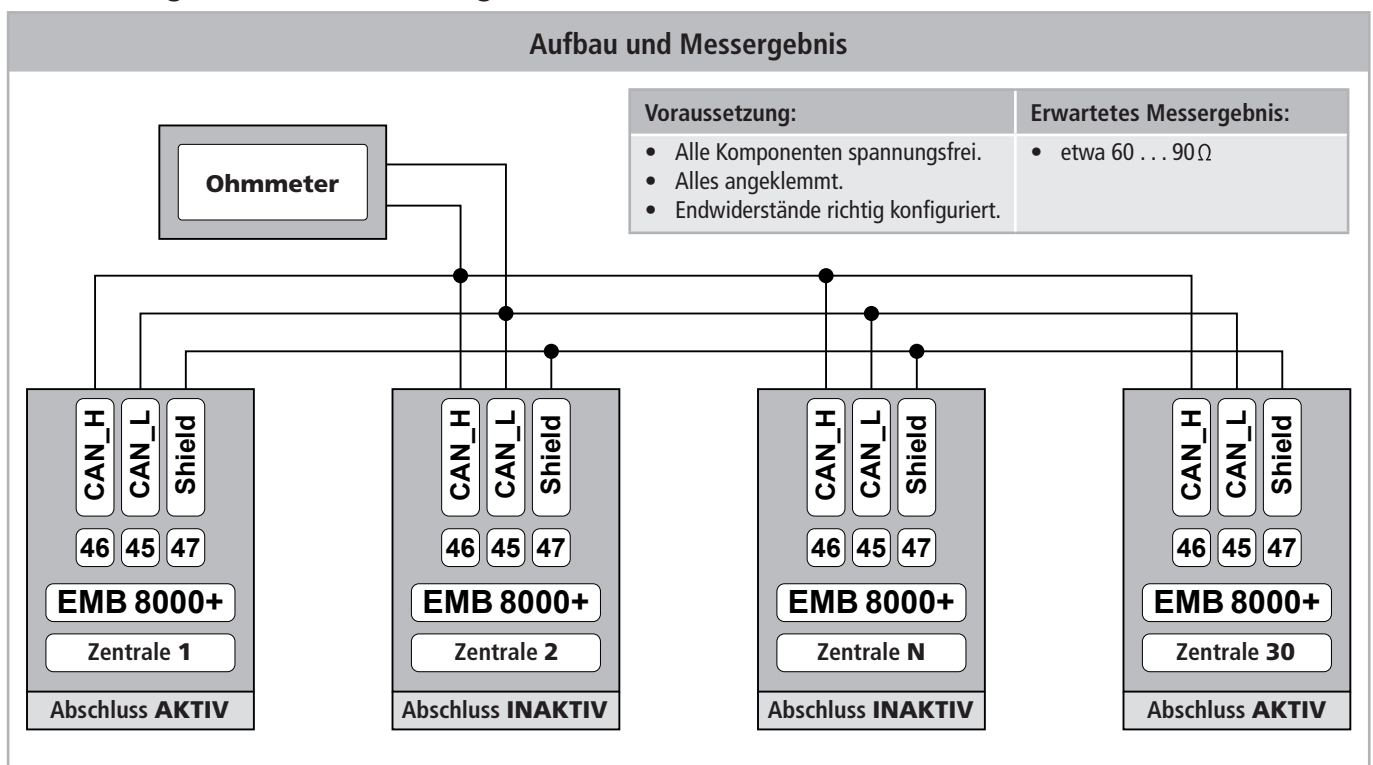 Aufbau und Messergebnis
Voraussetzung:
• Alle Komponenten spannungsfrei.
• Alles angeklemmt.
• Endwiderstände richtig konfiguriert.
Erwartetes Messergebnis:
• etwa 60 . . . 90 Ω
Ohmmeter
CAN_H CAN_L Shield
46 45 47
EMB 8000+
Zentrale 1
Abschluss AKTIV
CAN_H CAN_L Shield
46 45 47
EMB 8000+
Zentrale 2
Abschluss INAKTIV
CAN_H CAN_L Shield
46 45 47
EMB 8000+
Zentrale N
Abschluss INAKTIV
CAN_H CAN_L Shield
46 45 47
EMB 8000+
Zentrale 30
Abschluss AKTIV